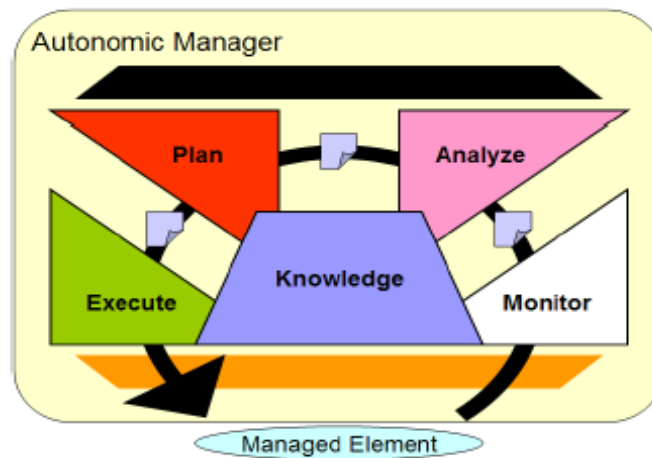 Autonomic Manager
Plan
Analyze
Knowledge
Execute
Monitor
Managed Element